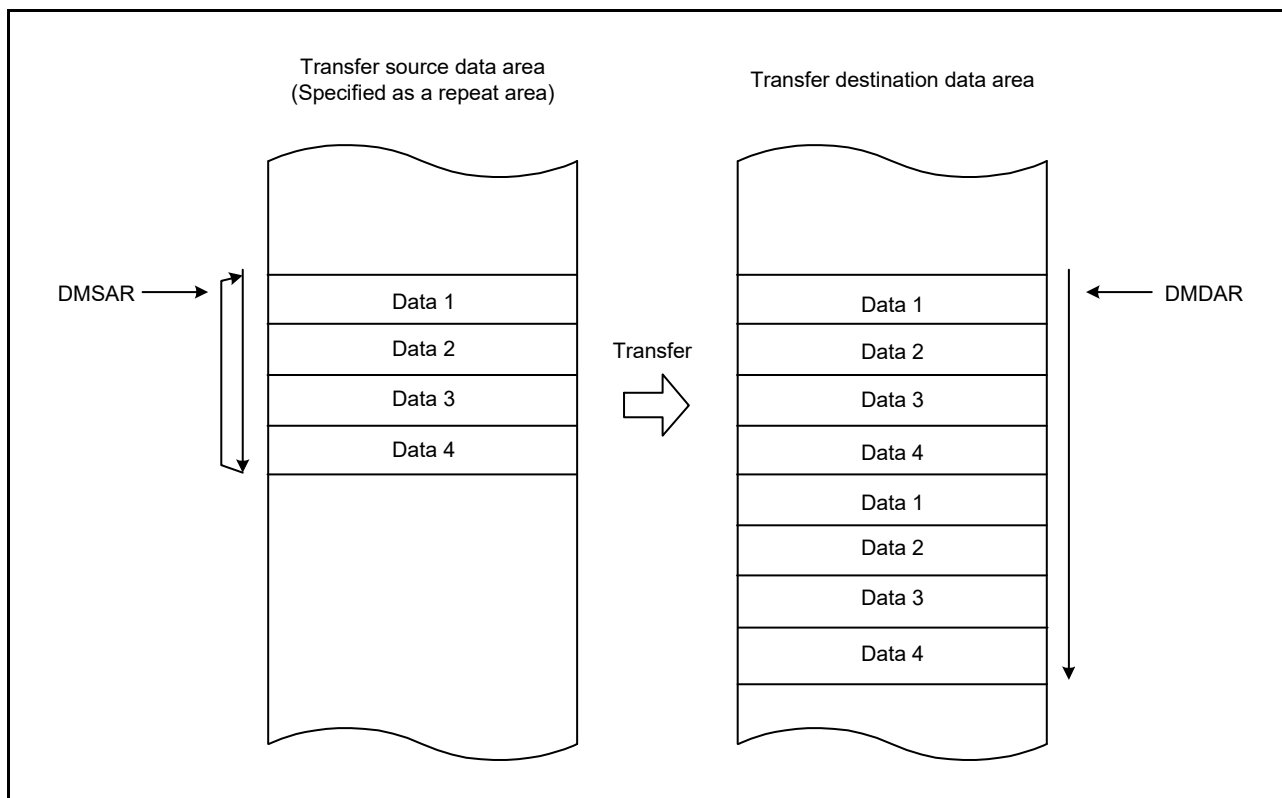 Transfer source data area
(Specified as a repeat area)
Transfer destination data area
DMSAR
Data 1
Data 2
Data 3
Data 4
Transfer
Data 1
Data 2
Data 3
Data 4
Data 1
Data 2
Data 3
Data 4
DMDAR